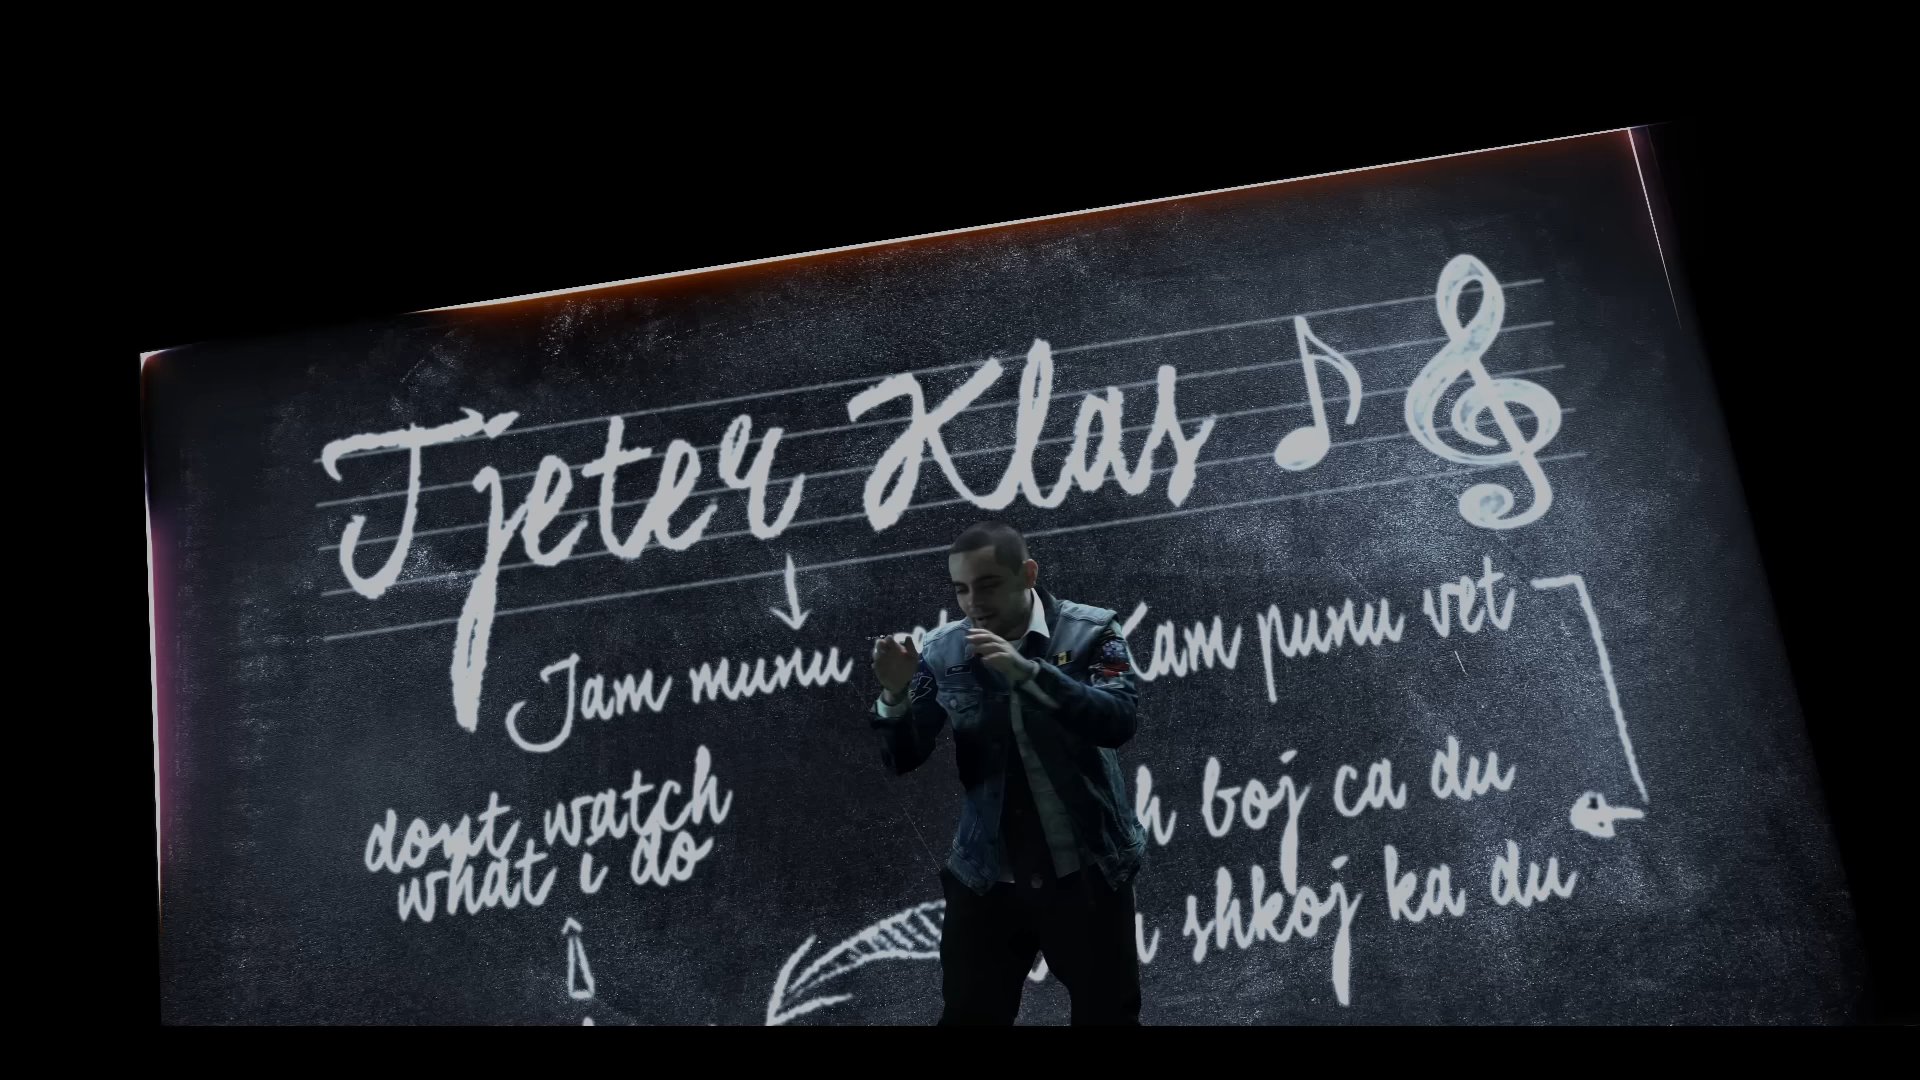 Tjeter Klas
Jam munu
Kam punu vet
dont watch
what i do
boj ca du
shkoj ka du